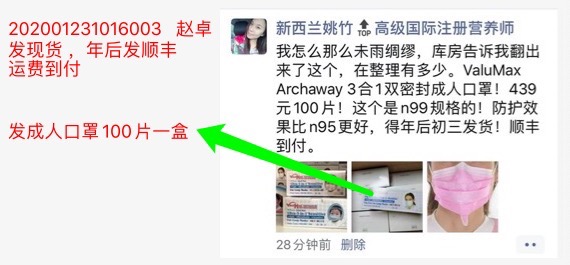 202001231016003 赵卓
发现货，年后发顺丰
运费到付
发成人口罩100片一盒
新西兰姚竹 TOP 高级国际注册营养师
我怎么那么未雨绸缪，库房告诉我翻出
来了这个，在整理有多少。ValuMax
Archaway 3合1双密封成人口罩！439
元100片！这个是n99规格的！防护效
果比n95更好，得年后初三发货！顺丰
到付。
28分钟前 删除